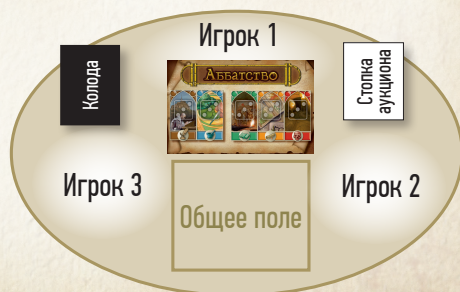 Игрок 1
Колода
Аббатство
Стопка
аукциона
Игрок 3
Игрок 2
Общее поле